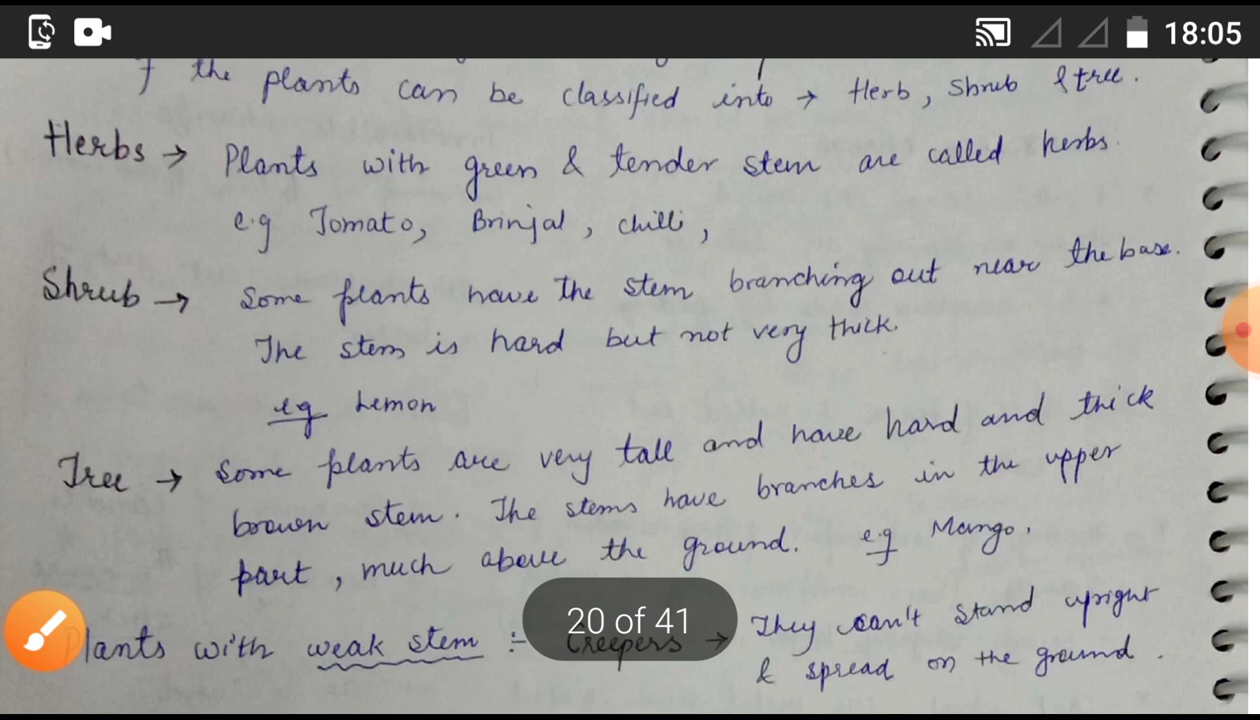 18:05
the plants can be classified into → Herb, Shrub & tree.
Herbs → Plants with green & tender stem are called herbs.
e.g Tomato, Brinjal, chilli,
Shrub → Some plants have the stem branching out near the base.
The stem is hard but not very thick.
eg Lemon
Tree → Some plants are very tall and have hard and thick
brown stem. The stems have branches in the upper
part, much above the ground. e.g Mango.
20 of 41
Plants with weak stem :- Creepers → They can't stand upright
& spread on the ground.